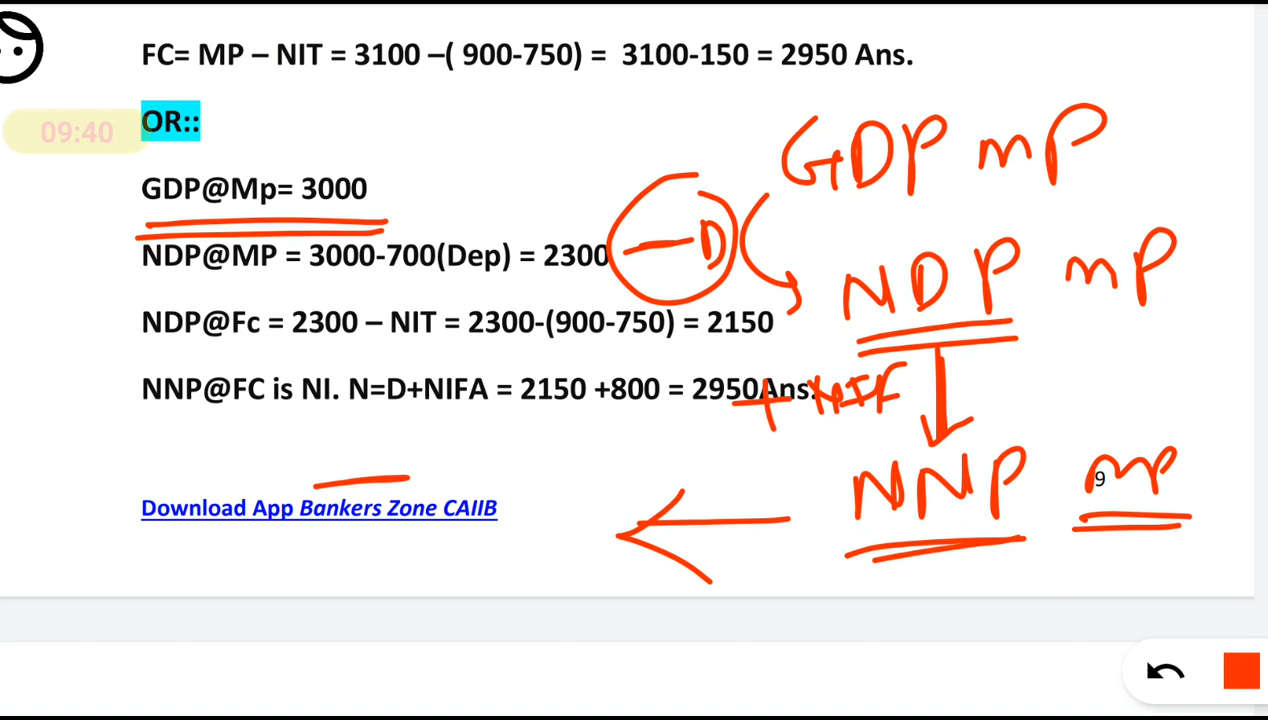 FC= MP – NIT = 3100 –( 900-750) = 3100-150 = 2950 Ans.
09:40
OR::
GDP mP
GDP@Mp= 3000
NDP@MP = 3000-700(Dep) = 2300
— D
NDP mP
NDP@Fc = 2300 – NIT = 2300-(900-750) = 2150
NNP@FC is NI. N=D+NIFA = 2150 +800 = 2950Ans.
+
NNP mP
9
Download App Bankers Zone CAIIB